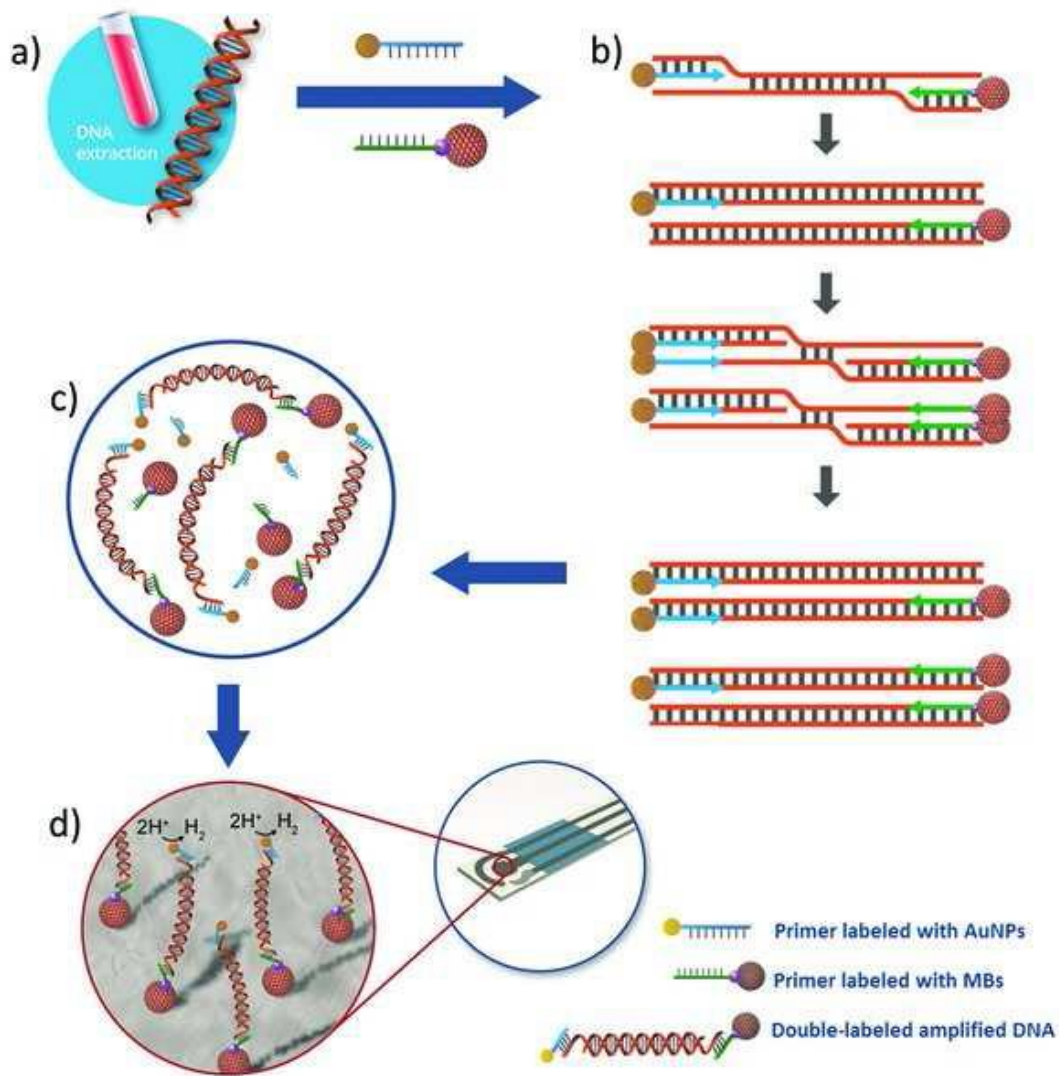 a)
DNA
extraction
b)
c)
d)
2H⁺ H₂ 2H⁺ H₂
Primer labeled with AuNPs
Primer labeled with MBs
Double-labeled amplified DNA